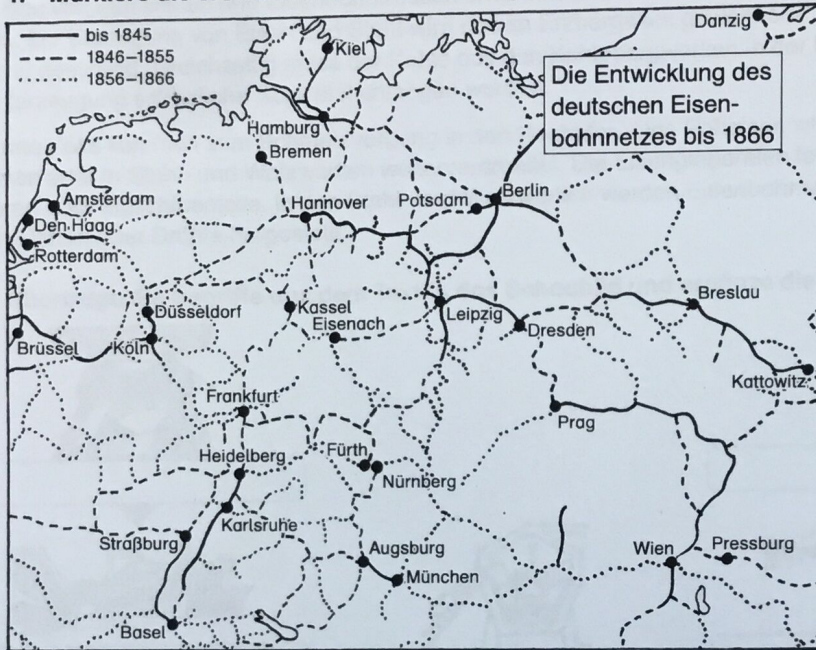 bis 1845
1846–1855
1856–1866
Die Entwicklung des
deutschen Eisen-
bahnnetzes bis 1866
Danzig
Kiel
Hamburg
Bremen
Amsterdam
Den Haag
Rotterdam
Hannover
Potsdam
Berlin
Düsseldorf
Kassel
Eisenach
Leipzig
Dresden
Breslau
Brüssel
Köln
Kattowitz
Frankfurt
Prag
Heidelberg
Fürth
Nürnberg
Karlsruhe
Straßburg
Augsburg
München
Wien
Pressburg
Basel